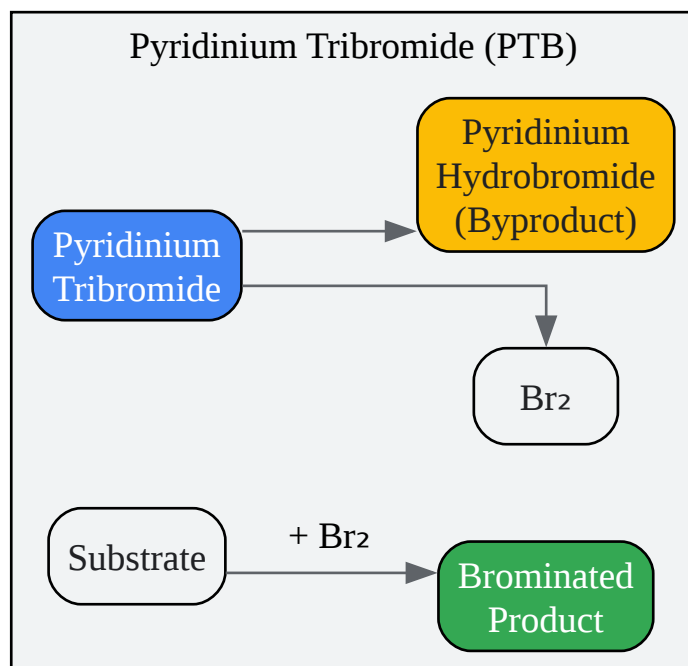 Pyridinium Tribromide (PTB)
Pyridinium
Hydrobromide
(Byproduct)
Pyridinium
Tribromide
Br₂
Substrate
+ Br₂
Brominated
Product